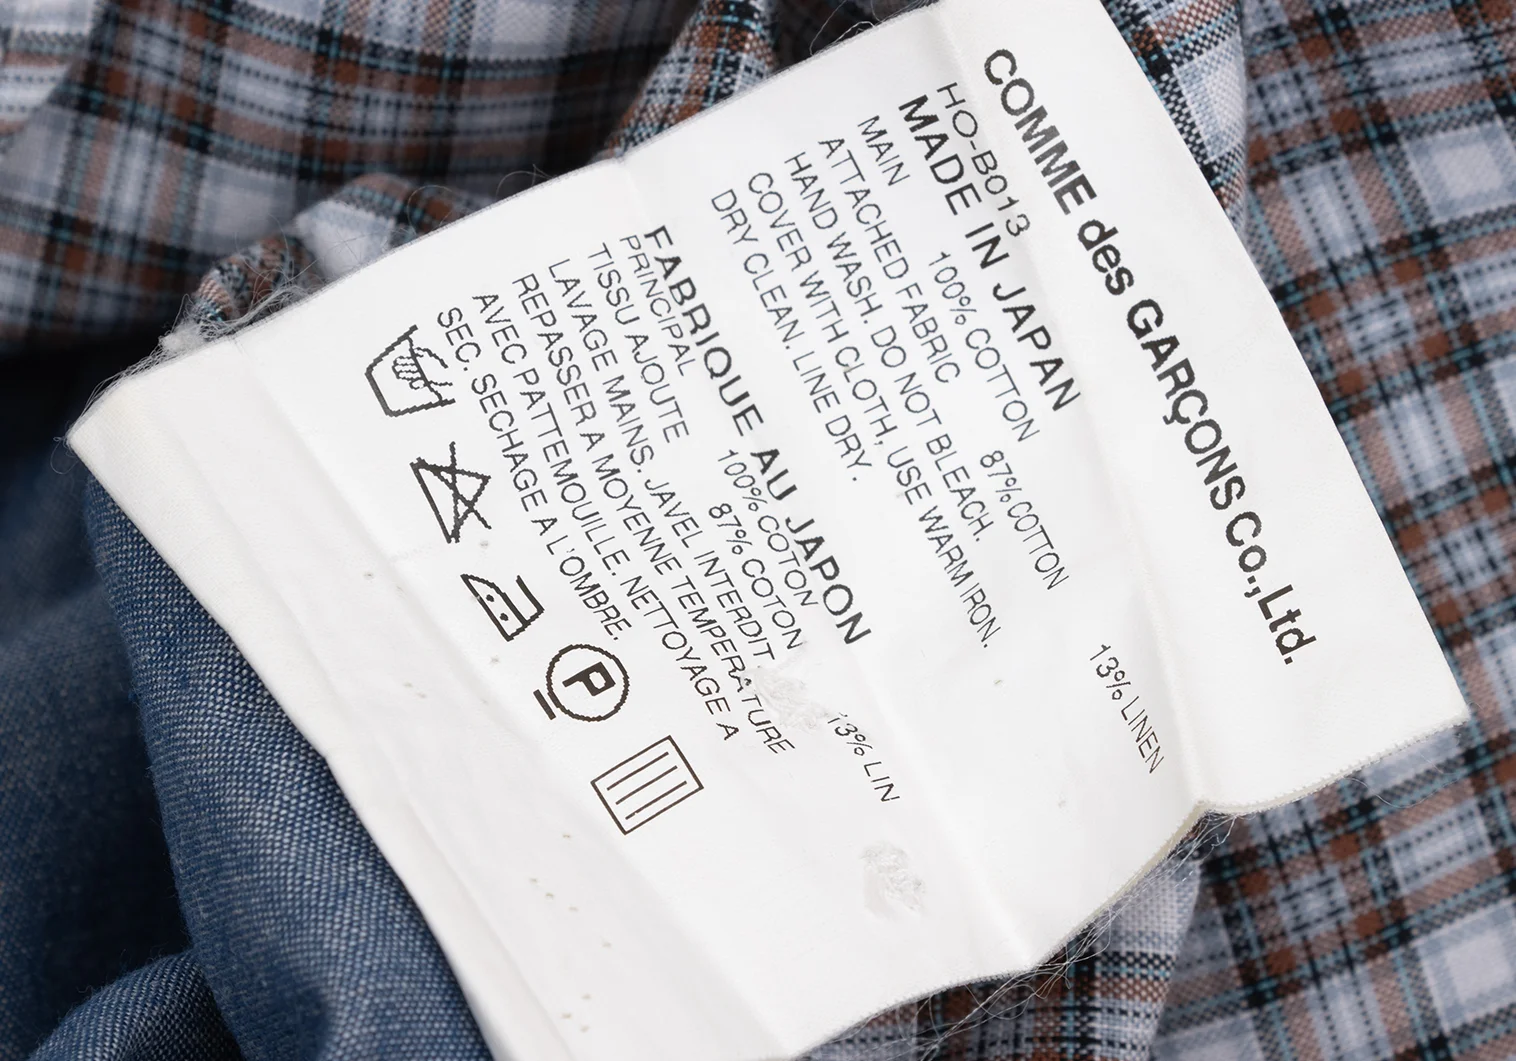 COMME des GARÇONS Co., Ltd.
HO-B013
MADE IN JAPAN
MAIN 100% COTTON
ATTACHED FABRIC 87% COTTON 13% LINEN
HAND WASH. DO NOT BLEACH.
COVER WITH CLOTH, USE WARM IRON.
DRY CLEAN. LINE DRY.
FABRIQUE AU JAPON
PRINCIPAL 100% COTON
TISSU AJOUTE 87% COTON 13% LIN
LAVAGE MAINS. JAVEL INTERDIT
REPASSER A MOYENNE TEMPERATURE
AVEC PATTEMOUILLE. NETTOYAGE A
SEC. SECHAGE A L'OMBRE.
P